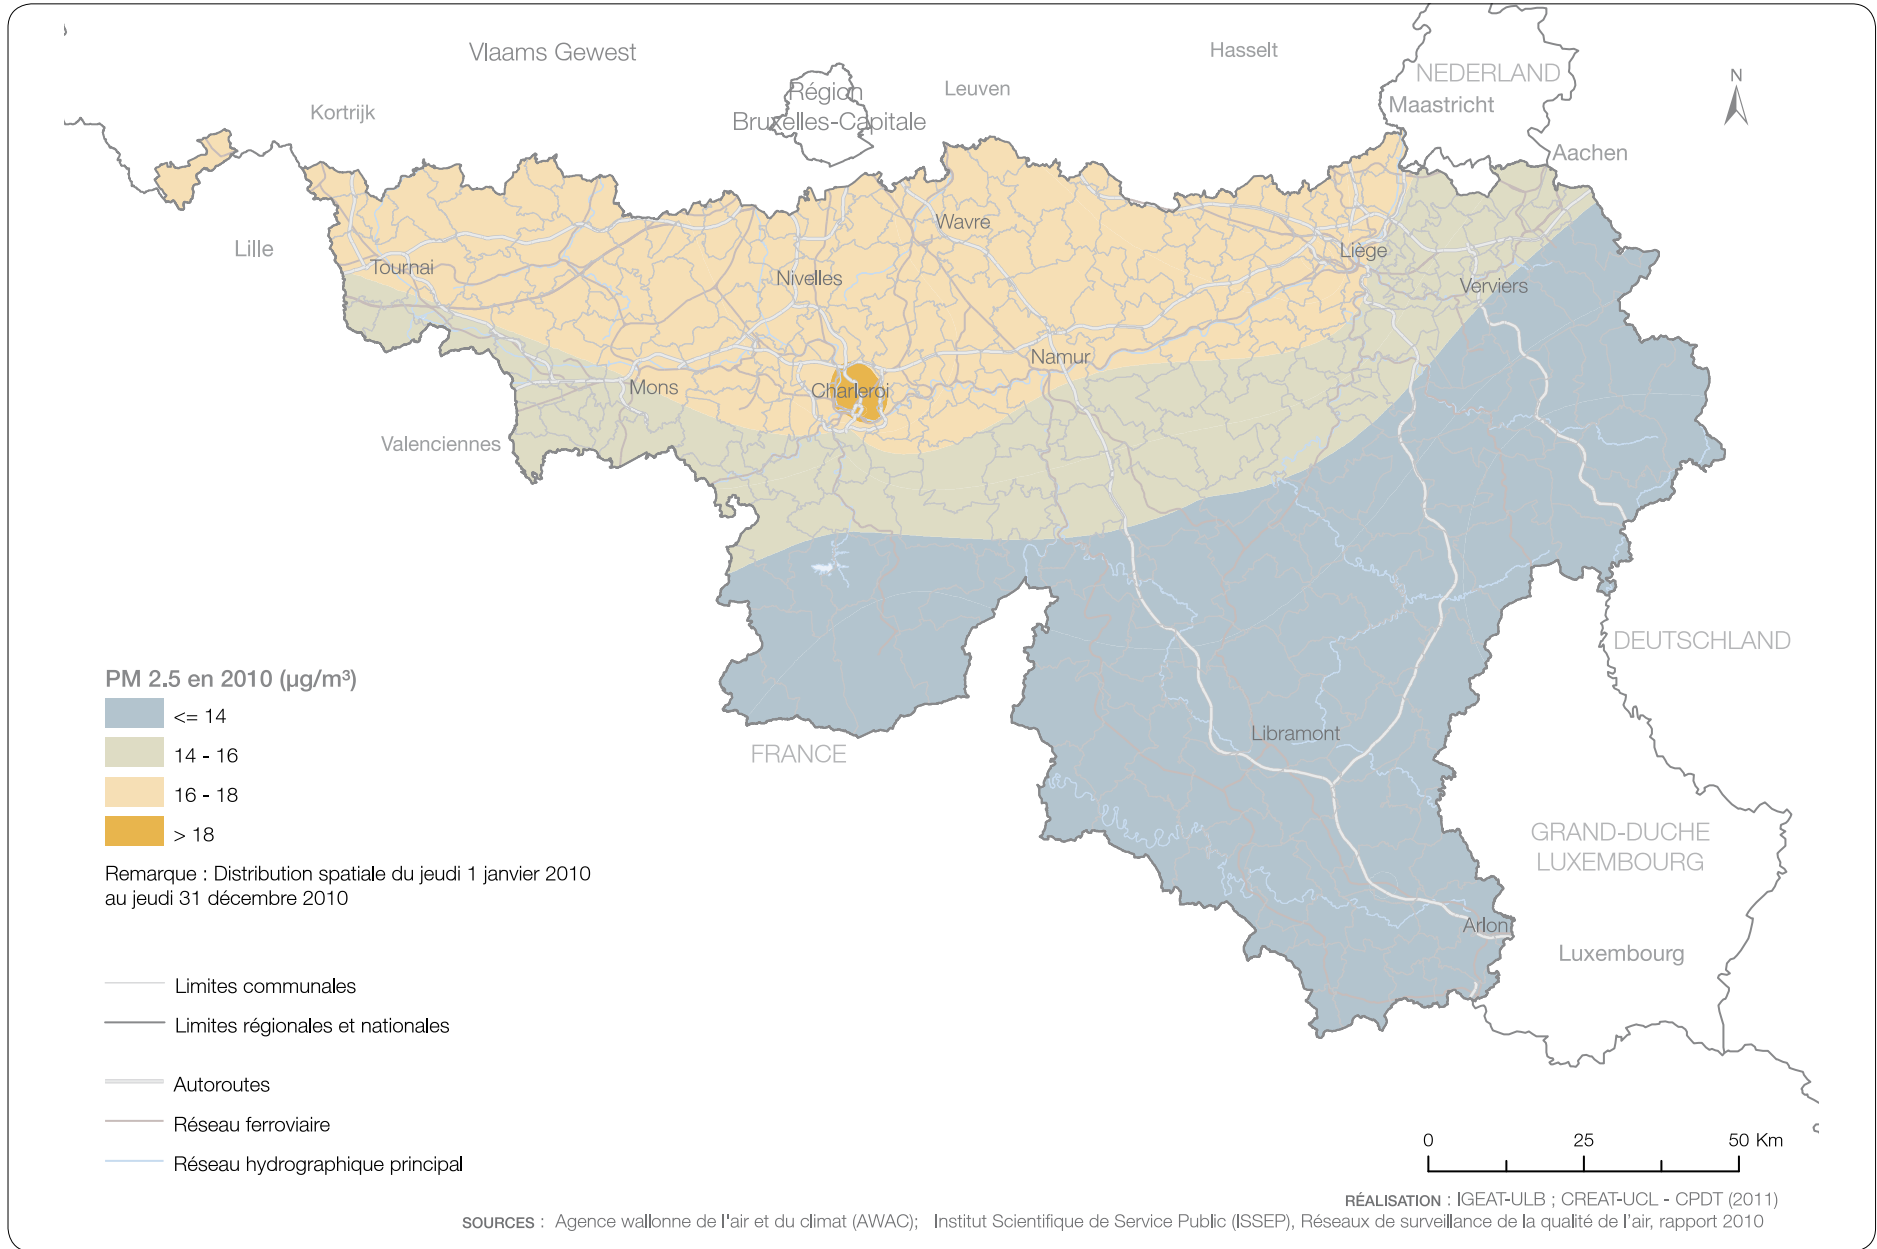 Vlaams Gewest
Hasselt
NEDERLAND
Maastricht
N
Région
Bruxelles-Capitale
Leuven
Kortrijk
Aachen
Lille
Wavre
Tournai
Nivelles
Liège
Verviers
Namur
Mons
Charleroi
Valenciennes
DEUTSCHLAND
PM 2.5 en 2010 (µg/m³)
<= 14
14 - 16
16 - 18
> 18
Remarque : Distribution spatiale du jeudi 1 janvier 2010
au jeudi 31 décembre 2010
FRANCE
Libramont
GRAND-DUCHE
LUXEMBOURG
Arlon
Luxembourg
Limites communales
Limites régionales et nationales
Autoroutes
Réseau ferroviaire
Réseau hydrographique principal
0 25 50 Km
RÉALISATION : IGEAT-ULB ; CREAT-UCL - CPDT (2011)
SOURCES : Agence wallonne de l'air et du climat (AWAC); Institut Scientifique de Service Public (ISSEP), Réseaux de surveillance de la qualité de l'air, rapport 2010